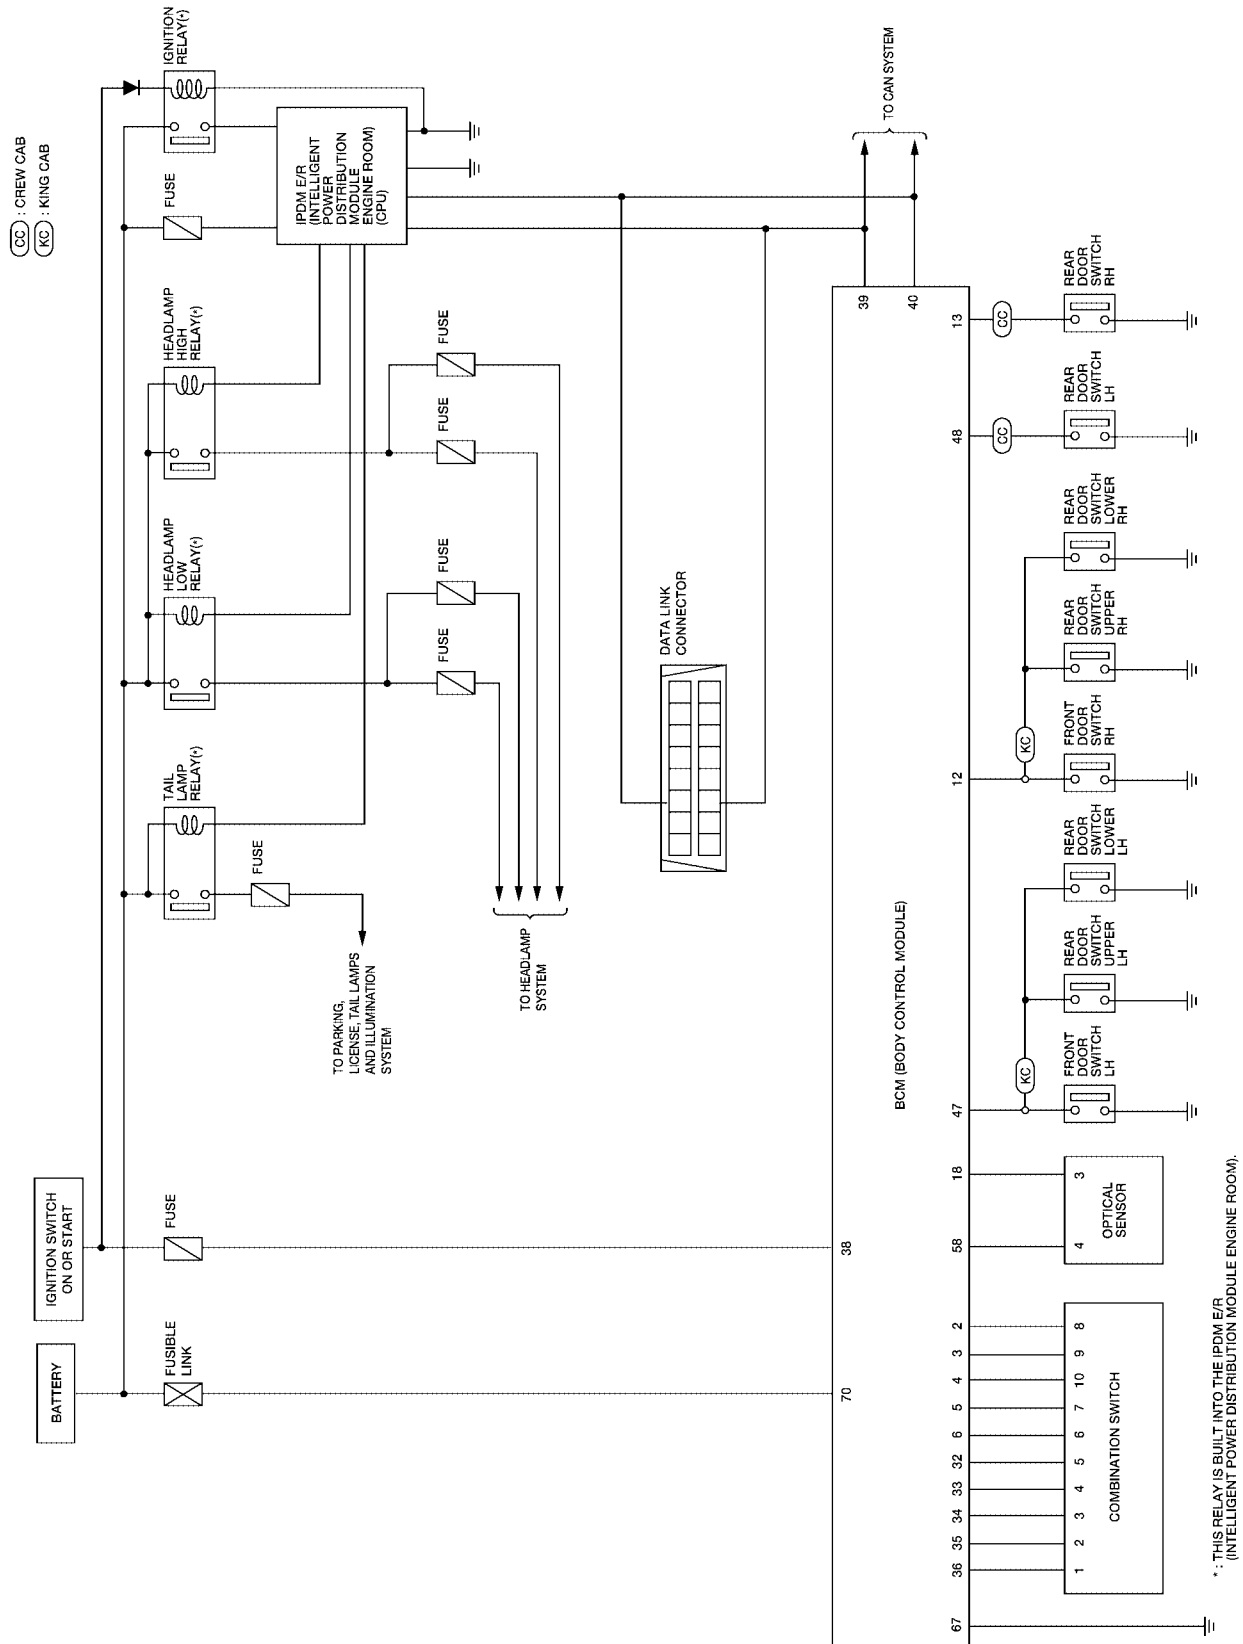 CC : CREW CAB
KC : KING CAB
BATTERY
IGNITION SWITCH
ON OR START
FUSIBLE
LINK
FUSE
TAIL
LAMP
RELAY(*)
HEADLAMP
LOW
RELAY(*)
HEADLAMP
HIGH
RELAY(*)
FUSE
IGNITION
RELAY(*)
FUSE
IPDM E/R
(INTELLIGENT
POWER
DISTRIBUTION
MODULE
ENGINE ROOM)
(CPU)
TO PARKING,
LICENSE, TAIL LAMPS
AND ILLUMINATION
SYSTEM
FUSE
FUSE
FUSE
FUSE
TO HEADLAMP
SYSTEM
DATA LINK
CONNECTOR
TO CAN SYSTEM
70
38
39
40
BCM (BODY CONTROL MODULE)
67
36
35
34
33
32
6
5
4
3
2
58
18
47
12
48
13
1
2
3
4
5
6
7
10
9
8
COMBINATION SWITCH
4
3
OPTICAL
SENSOR
KC
KC
CC
CC
FRONT
DOOR
SWITCH
LH
REAR
DOOR
SWITCH
UPPER
LH
REAR
DOOR
SWITCH
LOWER
LH
FRONT
DOOR
SWITCH
RH
REAR
DOOR
SWITCH
UPPER
RH
REAR
DOOR
SWITCH
LOWER
RH
REAR
DOOR
SWITCH
LH
REAR
DOOR
SWITCH
RH
* : THIS RELAY IS BUILT INTO THE IPDM E/R
(INTELLIGENT POWER DISTRIBUTION MODULE ENGINE ROOM).